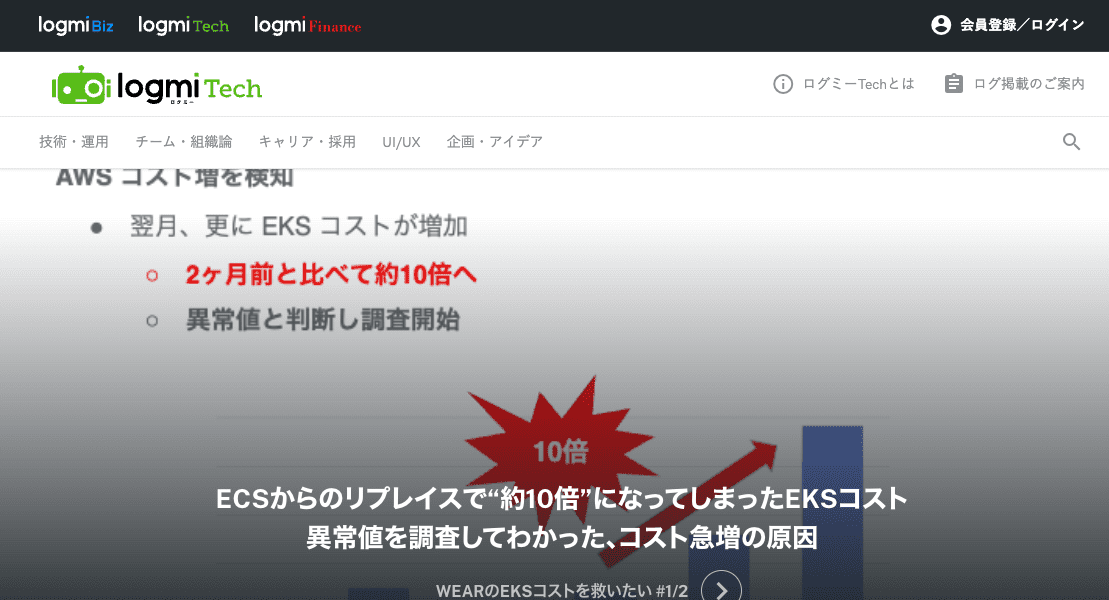 logmi Biz logmi Tech logmi Finance 会員登録／ログイン
logmi Tech ログミーTechとは ログ掲載のご案内
ログミー
技術・運用 チーム・組織論 キャリア・採用 UI/UX 企画・アイデア
AWS コスト増を検知
翌月、更に EKS コストが増加
2ヶ月前と比べて約10倍へ
異常値と判断し調査開始
10倍
ECSからのリプレイスで“約10倍”になってしまったEKSコスト
異常値を調査してわかった、コスト急増の原因
WEARのEKSコストを救いたい #1/2